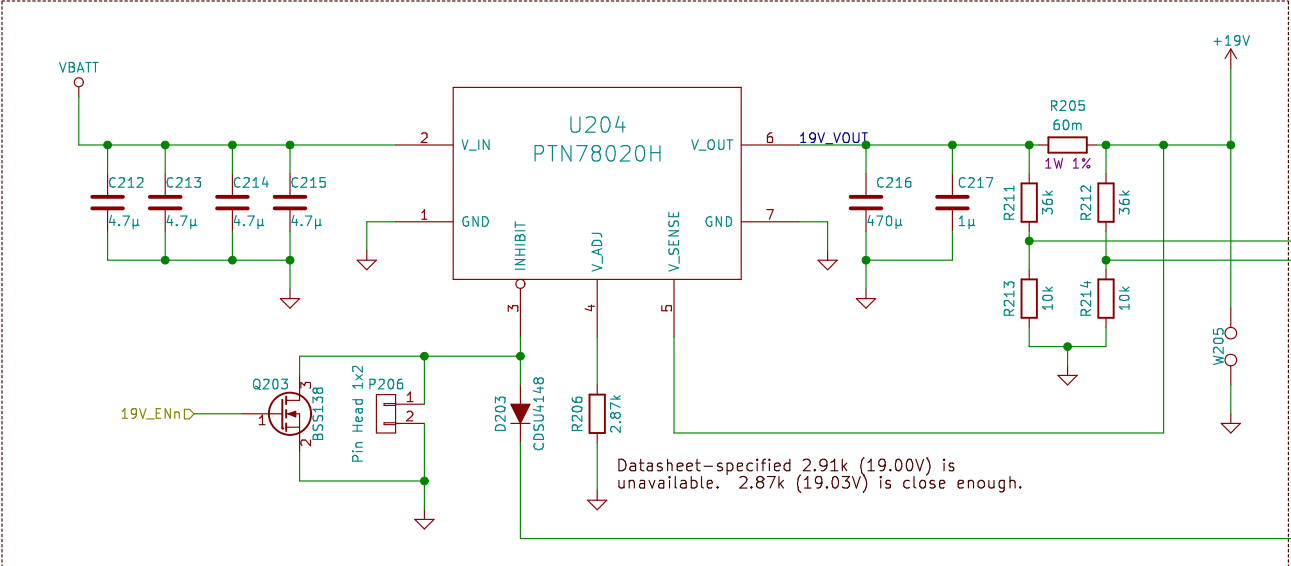 +19V
VBATT
R205
60m
1W 1%
U204
PTN78020H
2
V_IN
V_OUT
6
19V_VOUT
C212
4.7µ
C213
4.7µ
C214
4.7µ
C215
4.7µ
C216
470µ
C217
1µ
R211
36k
R212
36k
1
GND
GND
7
INHIBIT
V_ADJ
V_SENSE
3
4
5
R213
10k
R214
10k
W205
Q203
3
BSS138
1
2
19V_ENn
Pin Head 1x2
P206
1
2
D203
CDSU4148
R206
2.87k
Datasheet-specified 2.91k (19.00V) is
unavailable.  2.87k (19.03V) is close enough.